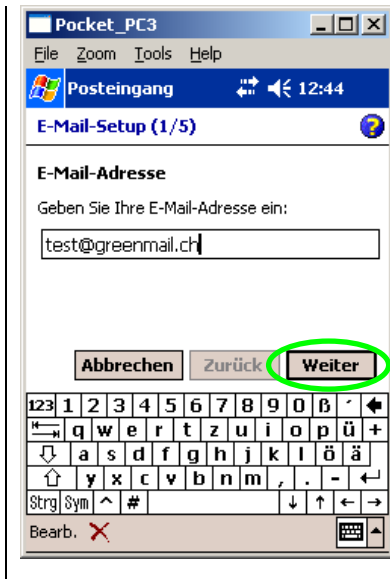 Pocket_PC3
File Zoom Tools Help
Posteingang 12:44
E-Mail-Setup (1/5)
E-Mail-Adresse
Geben Sie Ihre E-Mail-Adresse ein:
test@greenmail.ch
Abbrechen Zurück Weiter
123 1 2 3 4 5 6 7 8 9 0 ß ´
q w e r t z u i o p ü +
a s d f g h j k l ö ä
y x c v b n m , . -
Strg Sym ^ # ↓ ↑ ← →
Bearb.